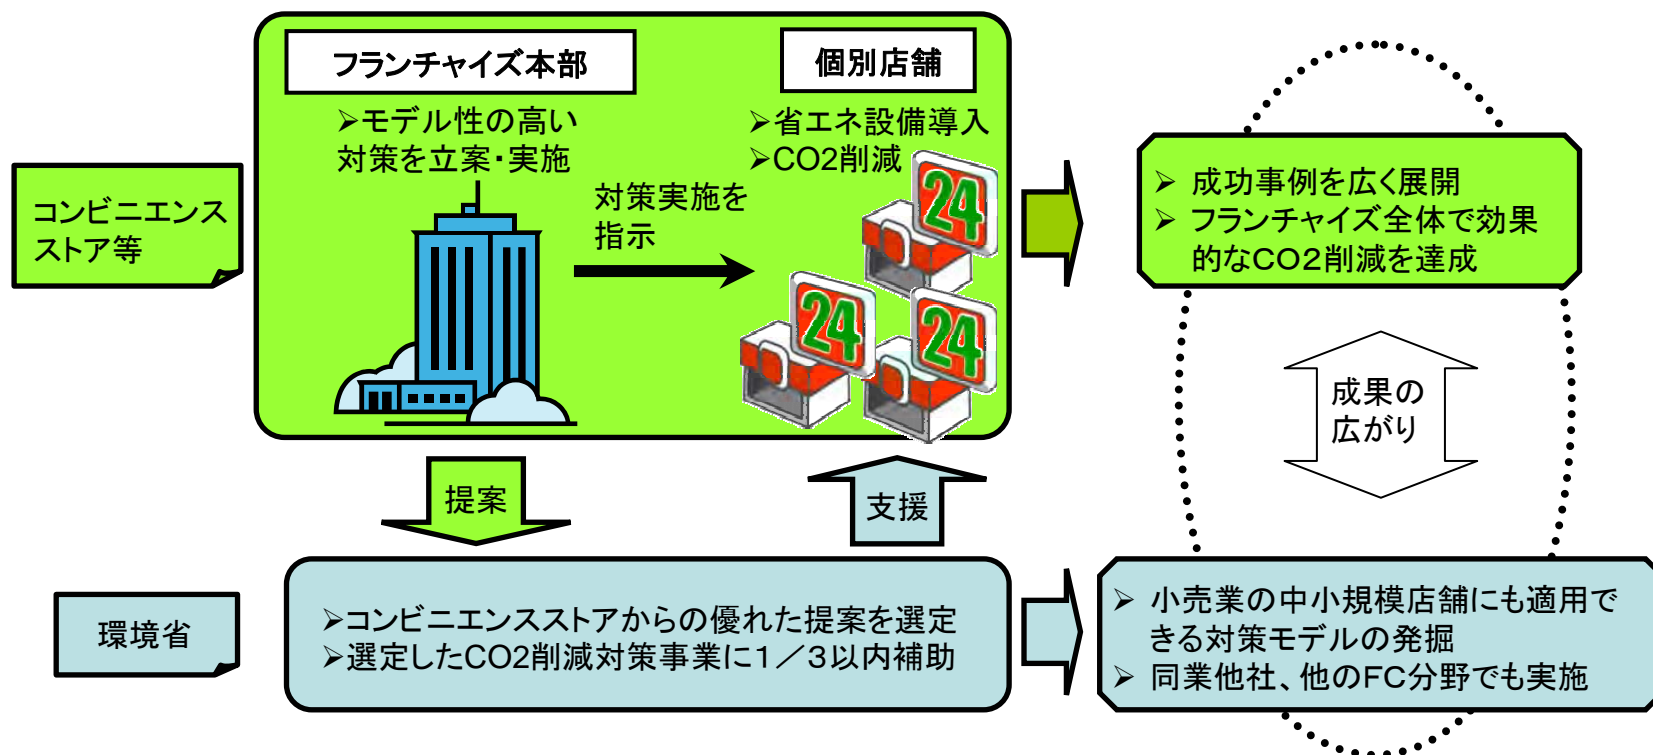 フランチャイズ本部
➢モデル性の高い
対策を立案・実施
個別店舗
➢省エネ設備導入
➢CO2削減
コンビニエンス
ストア等
対策実施を
指示
24
24
24
➢ 成功事例を広く展開
➢ フランチャイズ全体で効果
的なCO2削減を達成
成果の
広がり
提案
支援
環境省
➢コンビニエンスストアからの優れた提案を選定
➢選定したCO2削減対策事業に1/3以内補助
➢ 小売業の中小規模店舗にも適用で
きる対策モデルの発掘
➢ 同業他社、他のFC分野でも実施